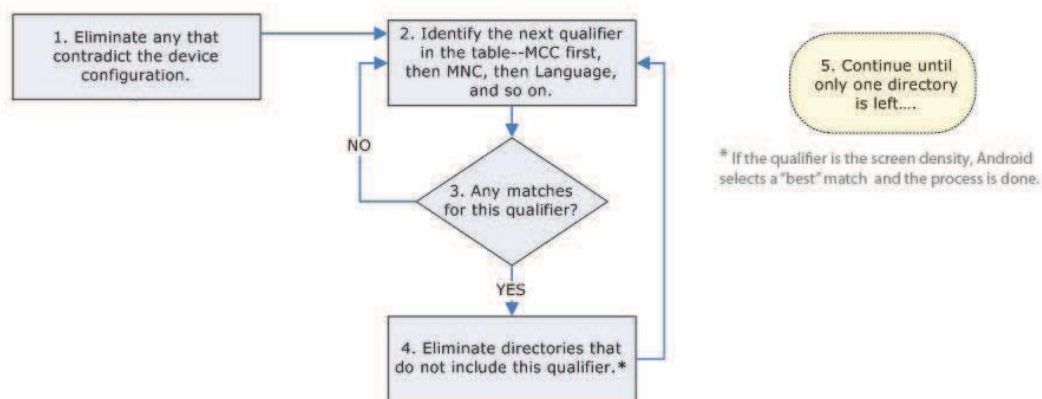 1. Eliminate any that
contradict the device
configuration.
2. Identify the next qualifier
in the table--MCC first,
then MNC, then Language,
and so on.
NO
3. Any matches
for this qualifier?
YES
4. Eliminate directories that
do not include this qualifier.*
5. Continue until
only one directory
is left....
* If the qualifier is the screen density, Android
selects a "best" match and the process is done.